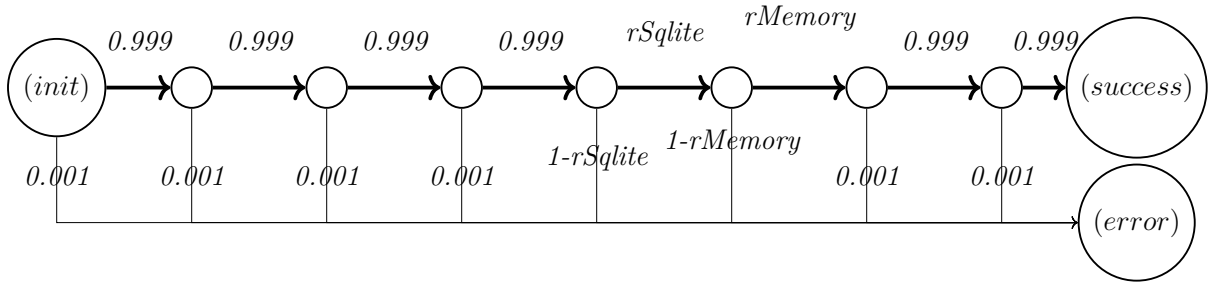 rMemory
rSqlite
0.999 0.999 0.999 0.999 0.999 0.999
(init) (success)
1-rSqlite 1-rMemory
0.001 0.001 0.001 0.001 0.001 0.001
(error)